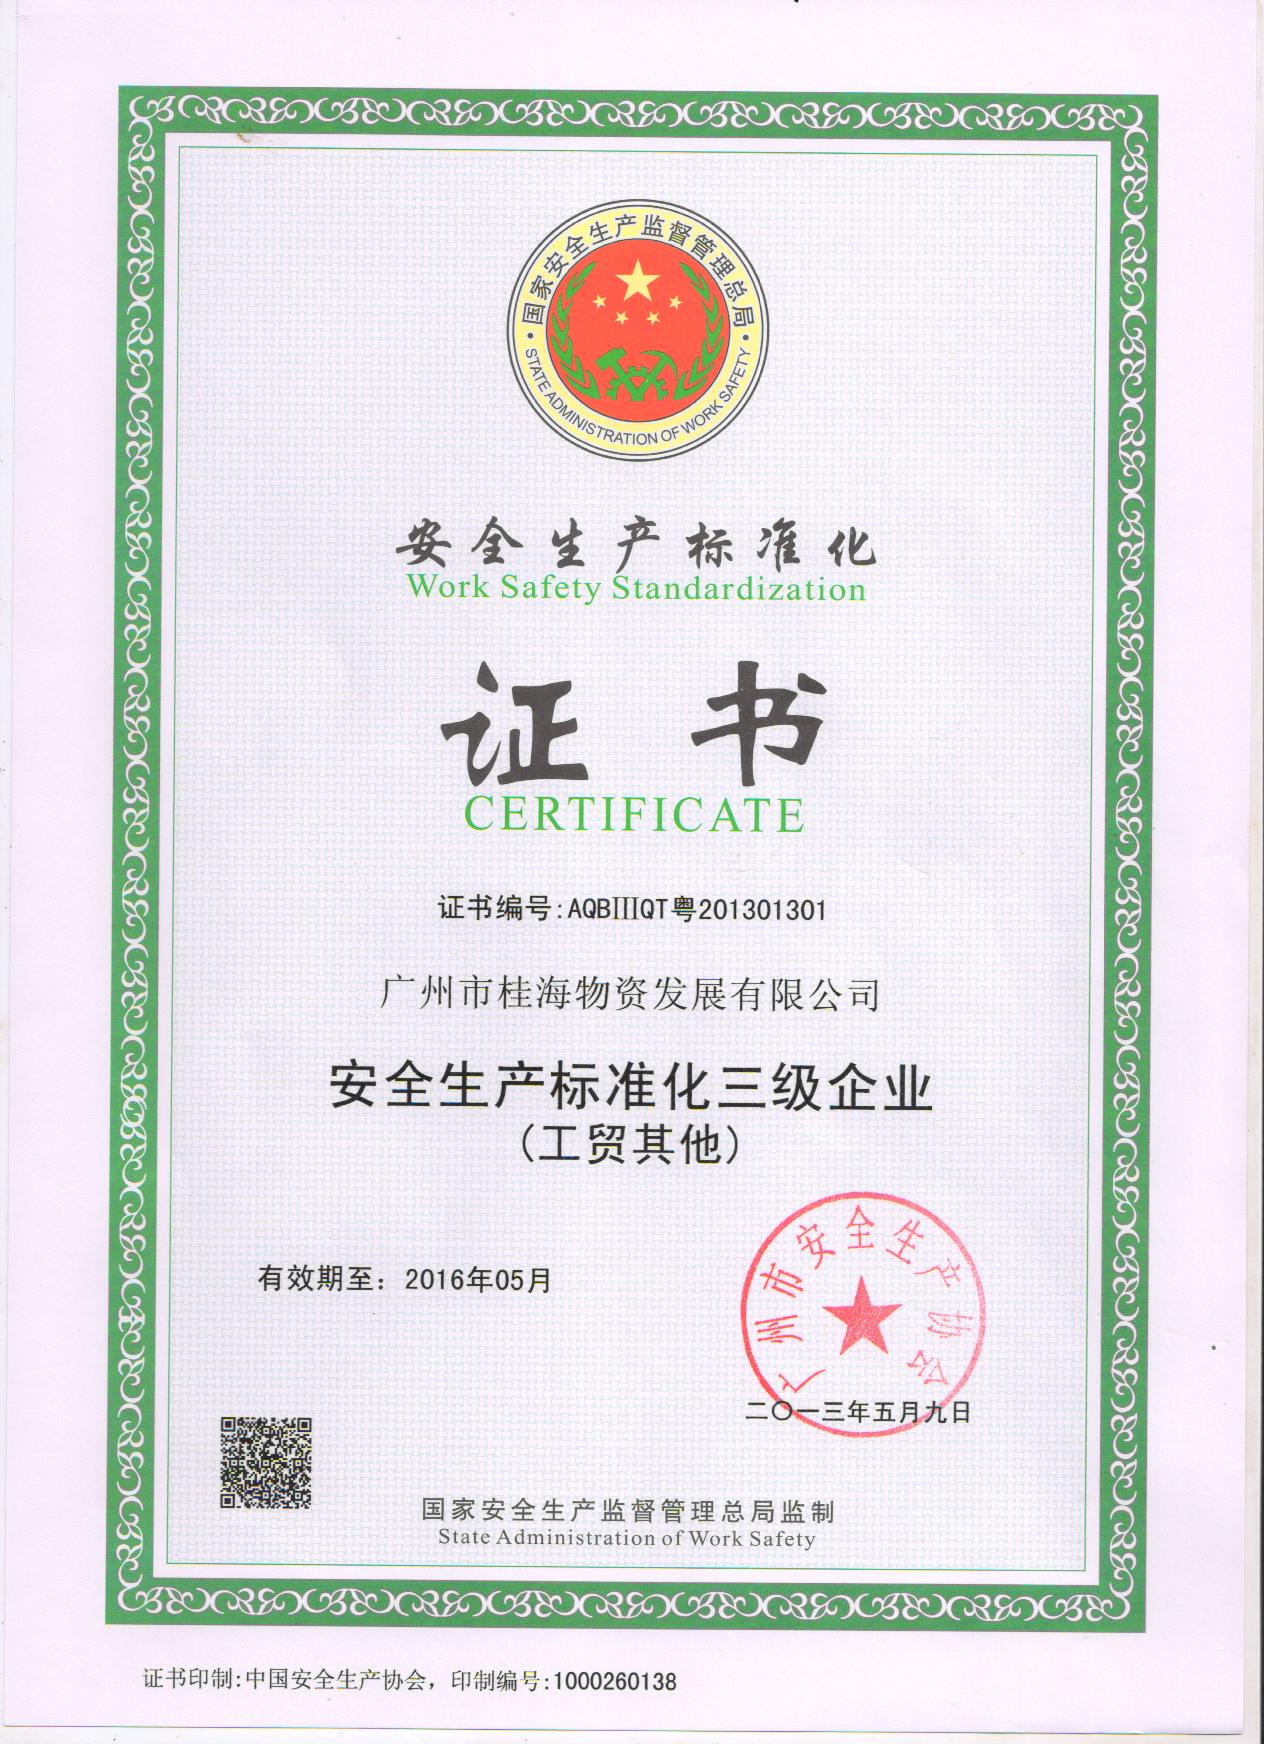 国家安全生产监督管理总局
STATE ADMINISTRATION OF WORK SAFETY
安全生产标准化
Work Safety Standardization
证书
CERTIFICATE
证书编号:AQBⅢQT粤201301301
广州市桂海物资发展有限公司
安全生产标准化三级企业
(工贸其他)
有效期至：2016年05月
广州市安全生产协会
二〇一三年五月九日
国家安全生产监督管理总局监制
State Administration of Work Safety
证书印制:中国安全生产协会，印制编号:1000260138